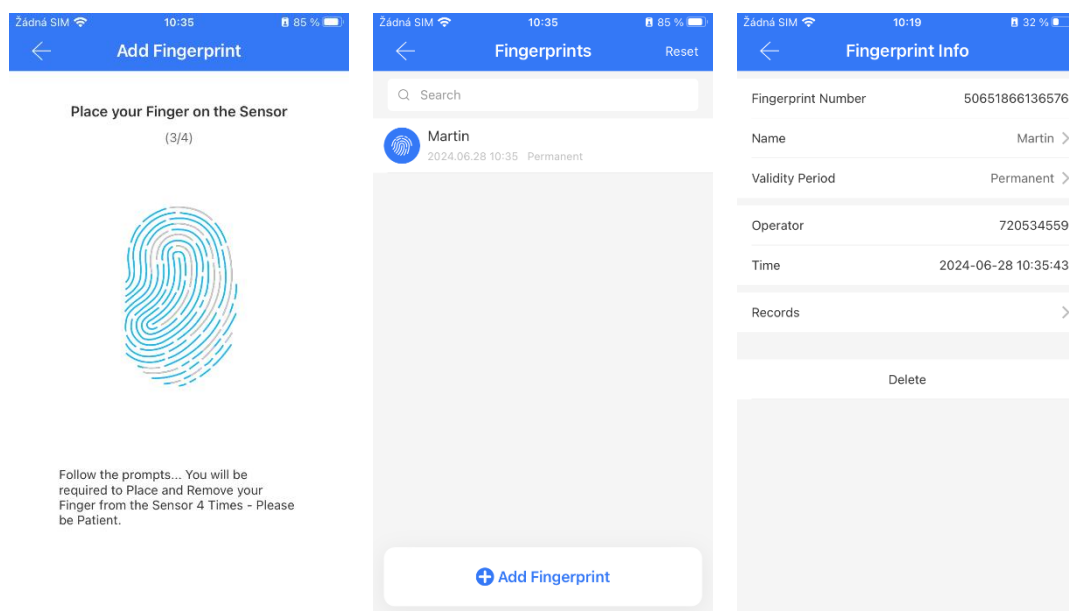 Žádná SIM 10:35 85 %
Add Fingerprint
Place your Finger on the Sensor
(3/4)
Follow the prompts... You will be
required to Place and Remove your
Finger from the Sensor 4 Times - Please
be Patient.
Žádná SIM 10:35 85 %
Fingerprints Reset
Search
Martin
2024.06.28 10:35 Permanent
Add Fingerprint
Žádná SIM 10:19 32 %
Fingerprint Info
Fingerprint Number 50651866136576
Name Martin
Validity Period Permanent
Operator 720534559
Time 2024-06-28 10:35:43
Records
Delete